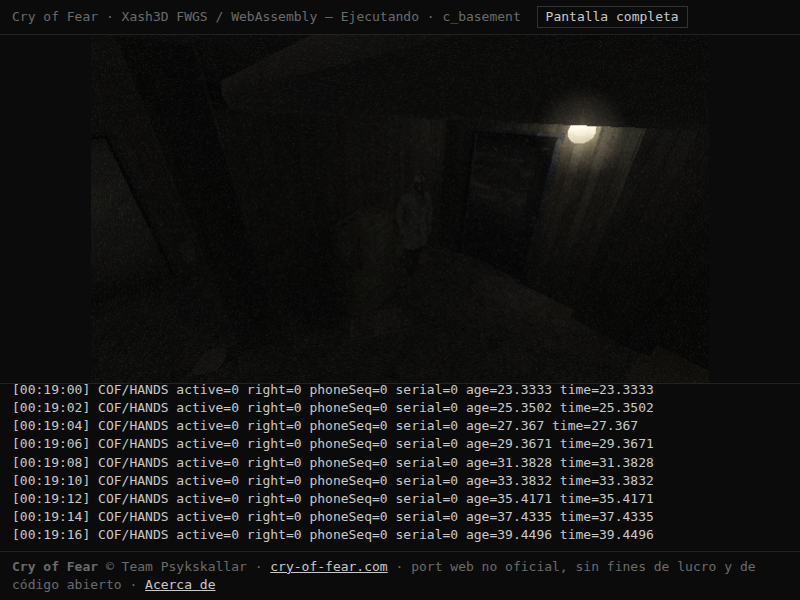 Cry of Fear · Xash3D FWGS / WebAssembly — Ejecutando · c_basement
Pantalla completa
[00:19:00] COF/HANDS active=0 right=0 phoneSeq=0 serial=0 age=23.3333 time=23.3333
[00:19:02] COF/HANDS active=0 right=0 phoneSeq=0 serial=0 age=25.3502 time=25.3502
[00:19:04] COF/HANDS active=0 right=0 phoneSeq=0 serial=0 age=27.367 time=27.367
[00:19:06] COF/HANDS active=0 right=0 phoneSeq=0 serial=0 age=29.3671 time=29.3671
[00:19:08] COF/HANDS active=0 right=0 phoneSeq=0 serial=0 age=31.3828 time=31.3828
[00:19:10] COF/HANDS active=0 right=0 phoneSeq=0 serial=0 age=33.3832 time=33.3832
[00:19:12] COF/HANDS active=0 right=0 phoneSeq=0 serial=0 age=35.4171 time=35.4171
[00:19:14] COF/HANDS active=0 right=0 phoneSeq=0 serial=0 age=37.4335 time=37.4335
[00:19:16] COF/HANDS active=0 right=0 phoneSeq=0 serial=0 age=39.4496 time=39.4496
Cry of Fear © Team Psykskallar · cry-of-fear.com · port web no oficial, sin fines de lucro y de
código abierto · Acerca de